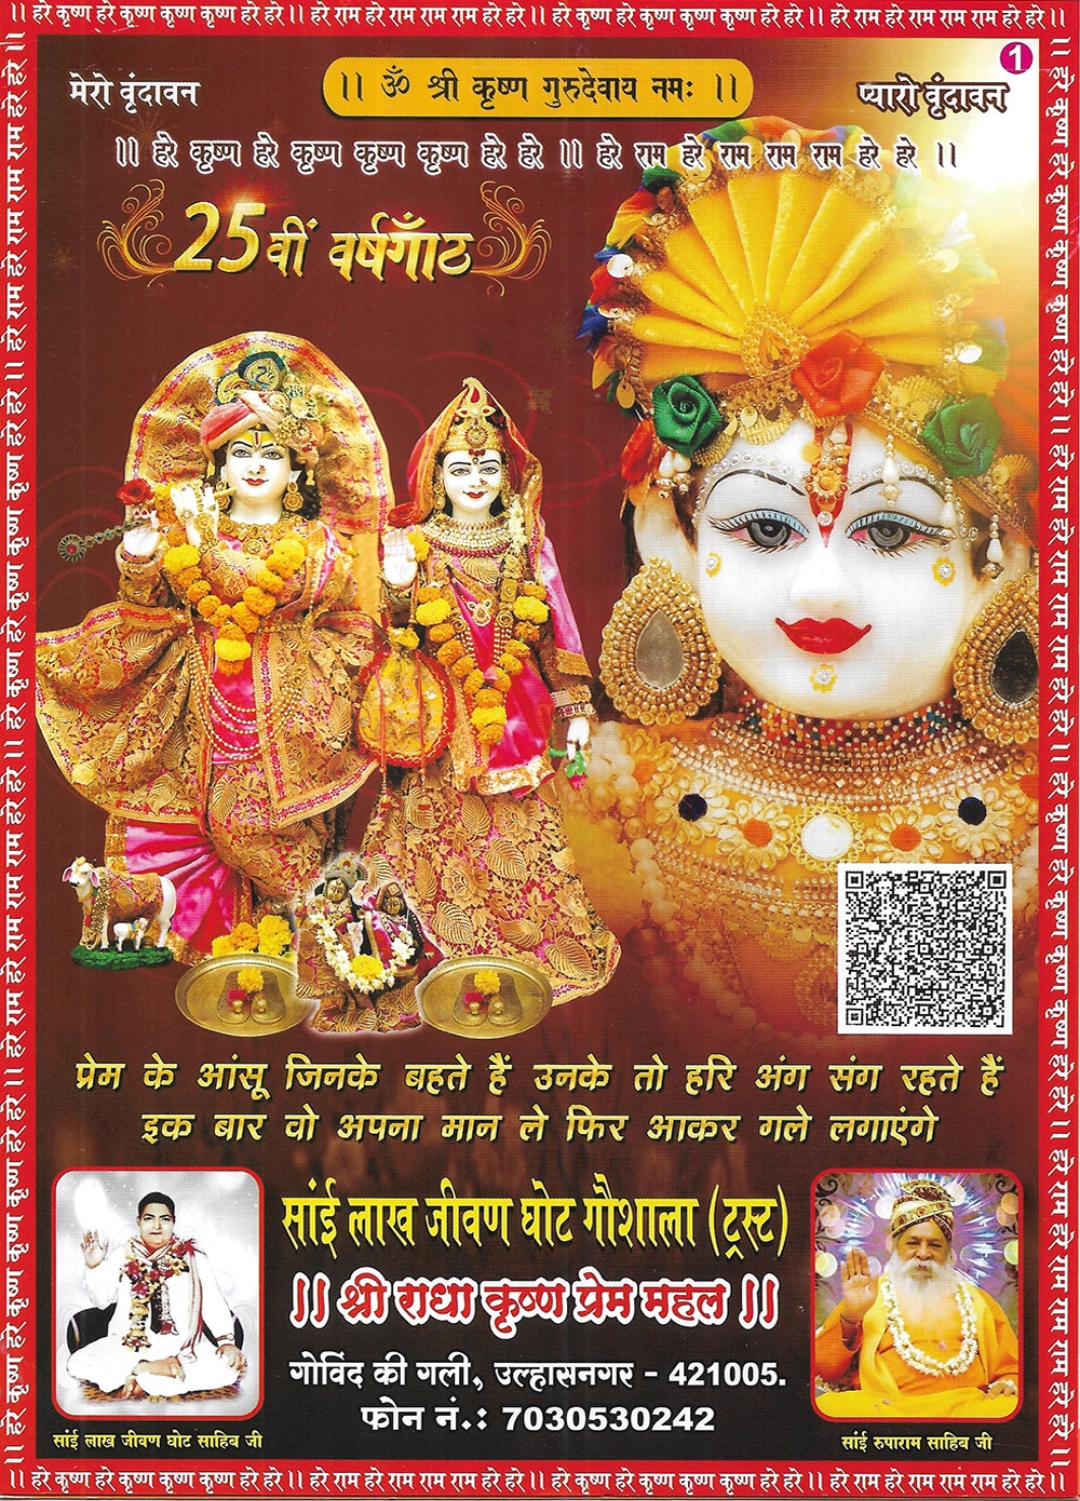 ।। हरे कृष्ण हरे कृष्ण कृष्ण कृष्ण हरे हरे ।। हरे राम हरे राम राम राम हरे हरे ।। हरे कृष्ण हरे कृष्ण कृष्ण कृष्ण हरे हरे ।। हरे राम हरे राम राम राम हरे हरे ।।
1
मेरो वृंदावन
।। ॐ श्री कृष्ण गुरुदेवाय नमः ।।
प्यारो वृंदावन
।। हरे कृष्ण हरे कृष्ण कृष्ण कृष्ण हरे हरे ।। हरे राम हरे राम राम राम हरे हरे ।।
25वीं वर्षगाँठ
प्रेम के आंसू जिनके बहते हैं उनके तो हरि अंग संग रहते हैं
इक बार वो अपना मान ले फिर आकर गले लगाएंगे
सांई लाख जीवण घोट गौशाला (ट्रस्ट)
।। श्री राधा कृष्ण प्रेम महल ।।
गोविंद की गली, उल्हासनगर - 421005.
फोन नं.: 7030530242
सांई लाख जीवण घोट साहिब जी
सांई रुपाराम साहिब जी
।। हरे कृष्ण हरे कृष्ण कृष्ण कृष्ण हरे हरे ।। हरे राम हरे राम राम राम हरे हरे ।। हरे कृष्ण हरे कृष्ण कृष्ण कृष्ण हरे हरे ।। हरे राम हरे राम राम राम हरे हरे ।।